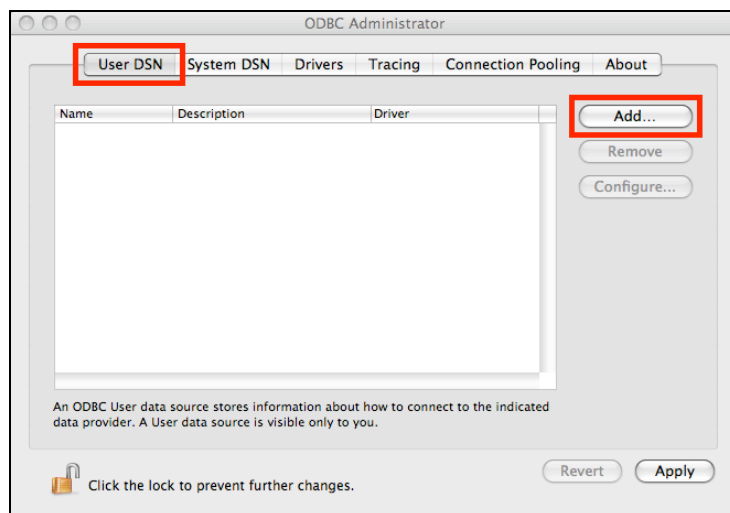 ODBC Administrator
User DSN System DSN Drivers Tracing Connection Pooling About
Name Description Driver
Add...
Remove
Configure...
An ODBC User data source stores information about how to connect to the indicated
data provider. A User data source is visible only to you.
Click the lock to prevent further changes.
Revert Apply